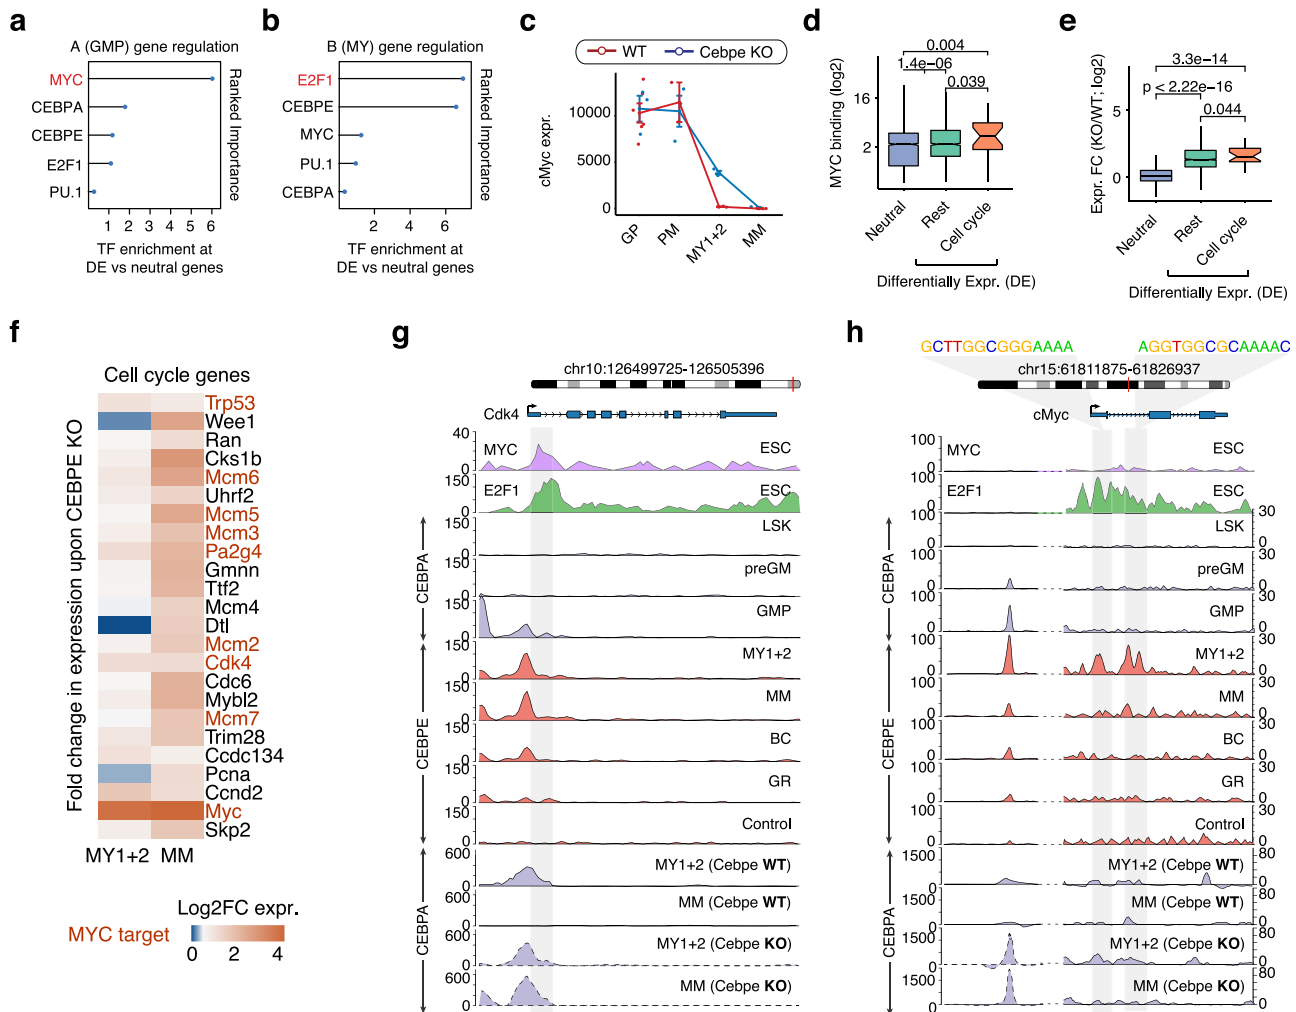 a
A (GMP) gene regulation
MYC
CEBPA
CEBPE
E2F1
PU.1
Ranked Importance
1 2 3 4 5 6
TF enrichment at
DE vs neutral genes
b
B (MY) gene regulation
E2F1
CEBPE
MYC
PU.1
CEBPA
Ranked Importance
2 4 6
TF enrichment at
DE vs neutral genes
c
WT Cebpe KO
cMyc expr.
10000
5000
0
GP PM MY1+2 MM
d
MYC binding (log2)
16
2
0.004
1.4e-06
0.039
Neutral Rest Cell cycle
Differentially Expr. (DE)
e
Expr. FC (KO/WT; log2)
5
0
3.3e-14
p < 2.22e-16
0.044
Neutral Rest Cell cycle
Differentially Expr. (DE)
f
Cell cycle genes
Fold change in expression upon CEBPE KO
Trp53
Wee1
Ran
Cks1b
Mcm6
Uhrf2
Mcm5
Mcm3
Pa2g4
Gmnn
Ttf2
Mcm4
Dtl
Mcm2
Cdk4
Cdc6
Mybl2
Mcm7
Trim28
Ccdc134
Pcna
Ccnd2
Myc
Skp2
MY1+2 MM
Log2FC expr.
MYC target
0 2 4
g
chr10:126499725-126505396
Cdk4
40 MYC ESC
0
150 E2F1 ESC
0
CEBPA
150 LSK
0
preGM
0
150 GMP
0
CEBPE
150 MY1+2
0
150 MM
0
150 BC
0
150 GR
0
150 Control
0
CEBPA
600 MY1+2 (Cebpe WT)
0
600 MM (Cebpe WT)
0
600 MY1+2 (Cebpe KO)
0
600 MM (Cebpe KO)
0
h
GCTTGGCGGGAAAA AGGTGGCGCAAAAC
chr15:61811875-61826937
cMyc
100 MYC ESC
0
100 E2F1 ESC
0
CEBPA
100 LSK 30
0 0
100 preGM 30
0 0
100 GMP 30
0 0
CEBPE
100 MY1+2 30
0 0
100 MM 30
0 0
100 BC 30
0 0
100 GR 30
0 0
100 Control 30
0 0
CEBPA
1500 MY1+2 (Cebpe WT) 80
0 0
1500 MM (Cebpe WT) 80
0 0
1500 MY1+2 (Cebpe KO) 80
0 0
1500 MM (Cebpe KO) 80
0 0